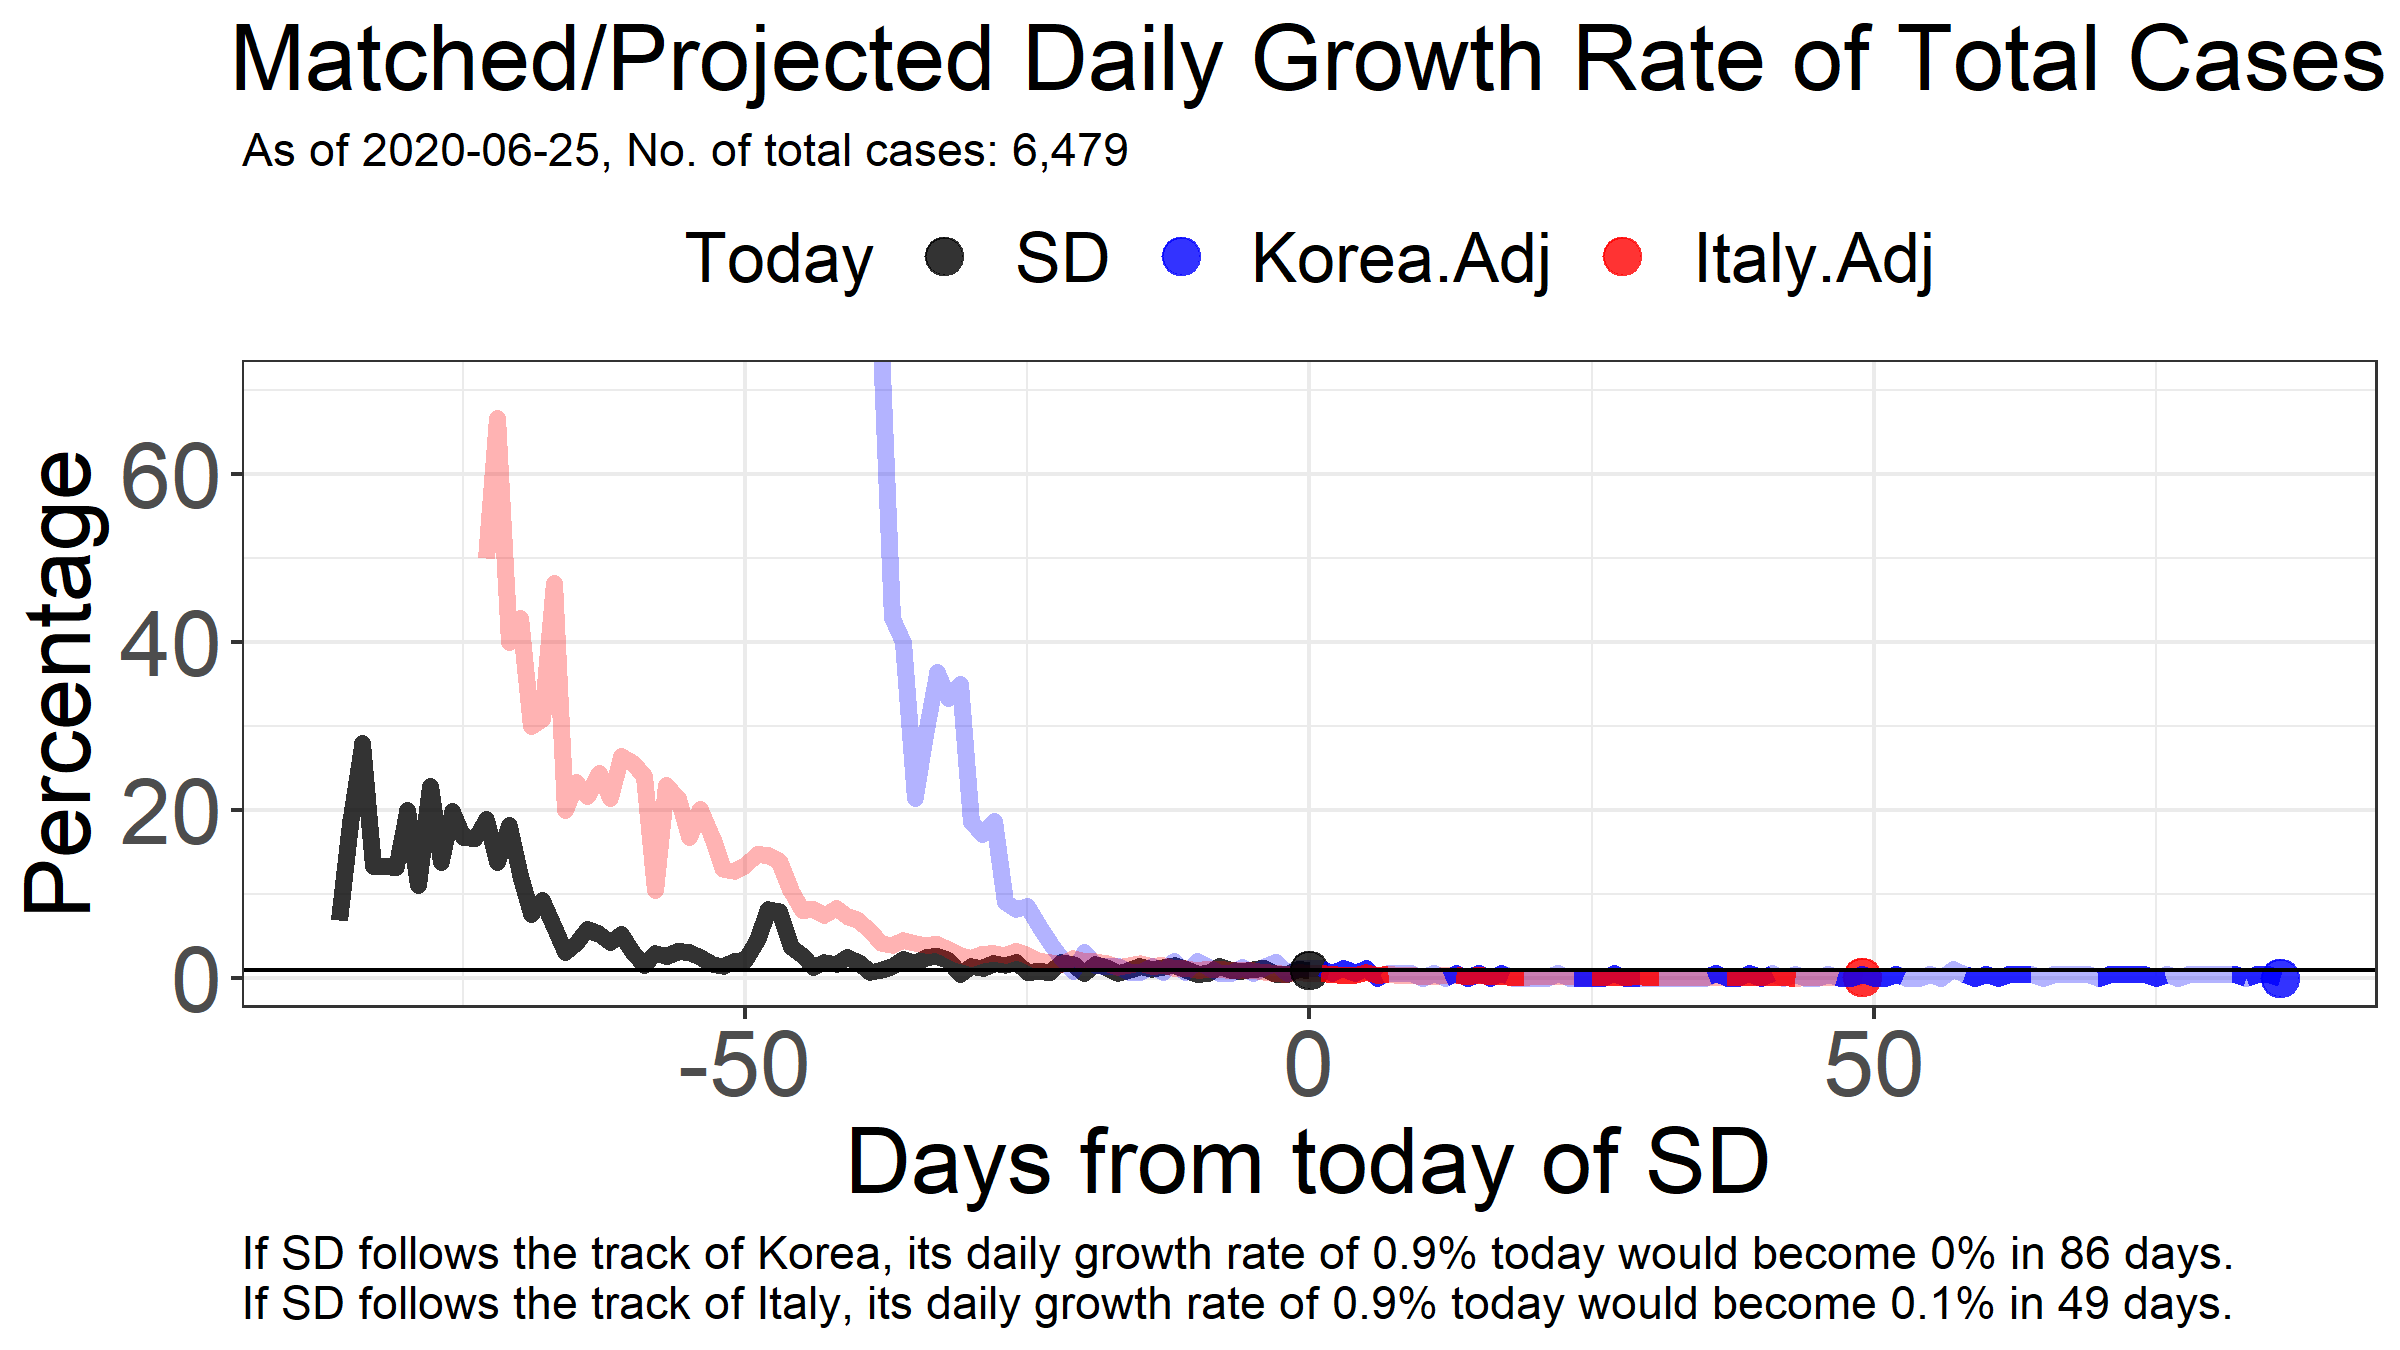 Matched/Projected Daily Growth Rate of Total Cases
As of 2020-06-25, No. of total cases: 6,479
Today SD Korea.Adj Italy.Adj
Percentage
60
40
20
0
-50 0 50
Days from today of SD
If SD follows the track of Korea, its daily growth rate of 0.9% today would become 0% in 86 days.
If SD follows the track of Italy, its daily growth rate of 0.9% today would become 0.1% in 49 days.